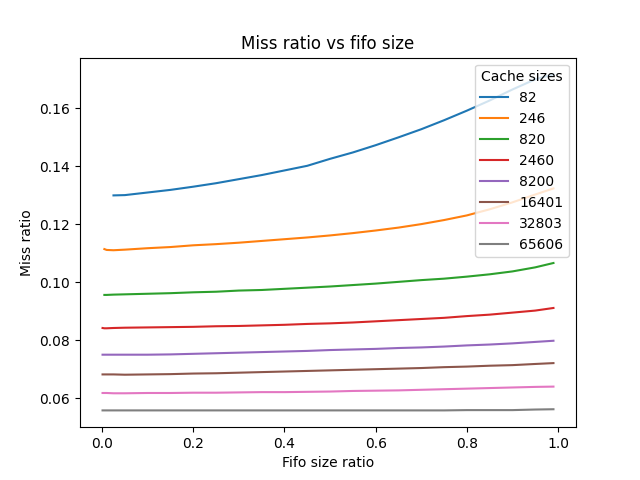 Miss ratio vs fifo size
Cache sizes
82
246
820
2460
8200
16401
32803
65606
Miss ratio
0.16
0.14
0.12
0.10
0.08
0.06
0.0 0.2 0.4 0.6 0.8 1.0
Fifo size ratio